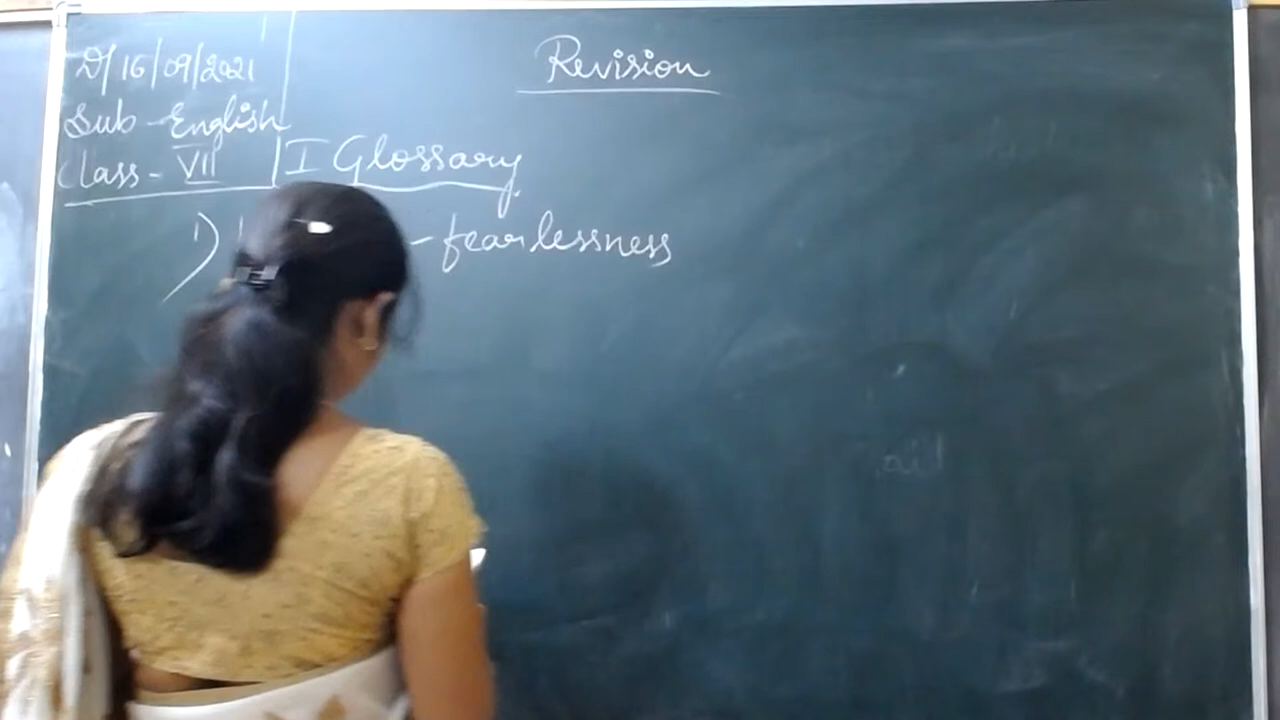 D/ 16/09/2021
Revision
Sub - English
Class - VII
I Glossary
1) - fearlessness